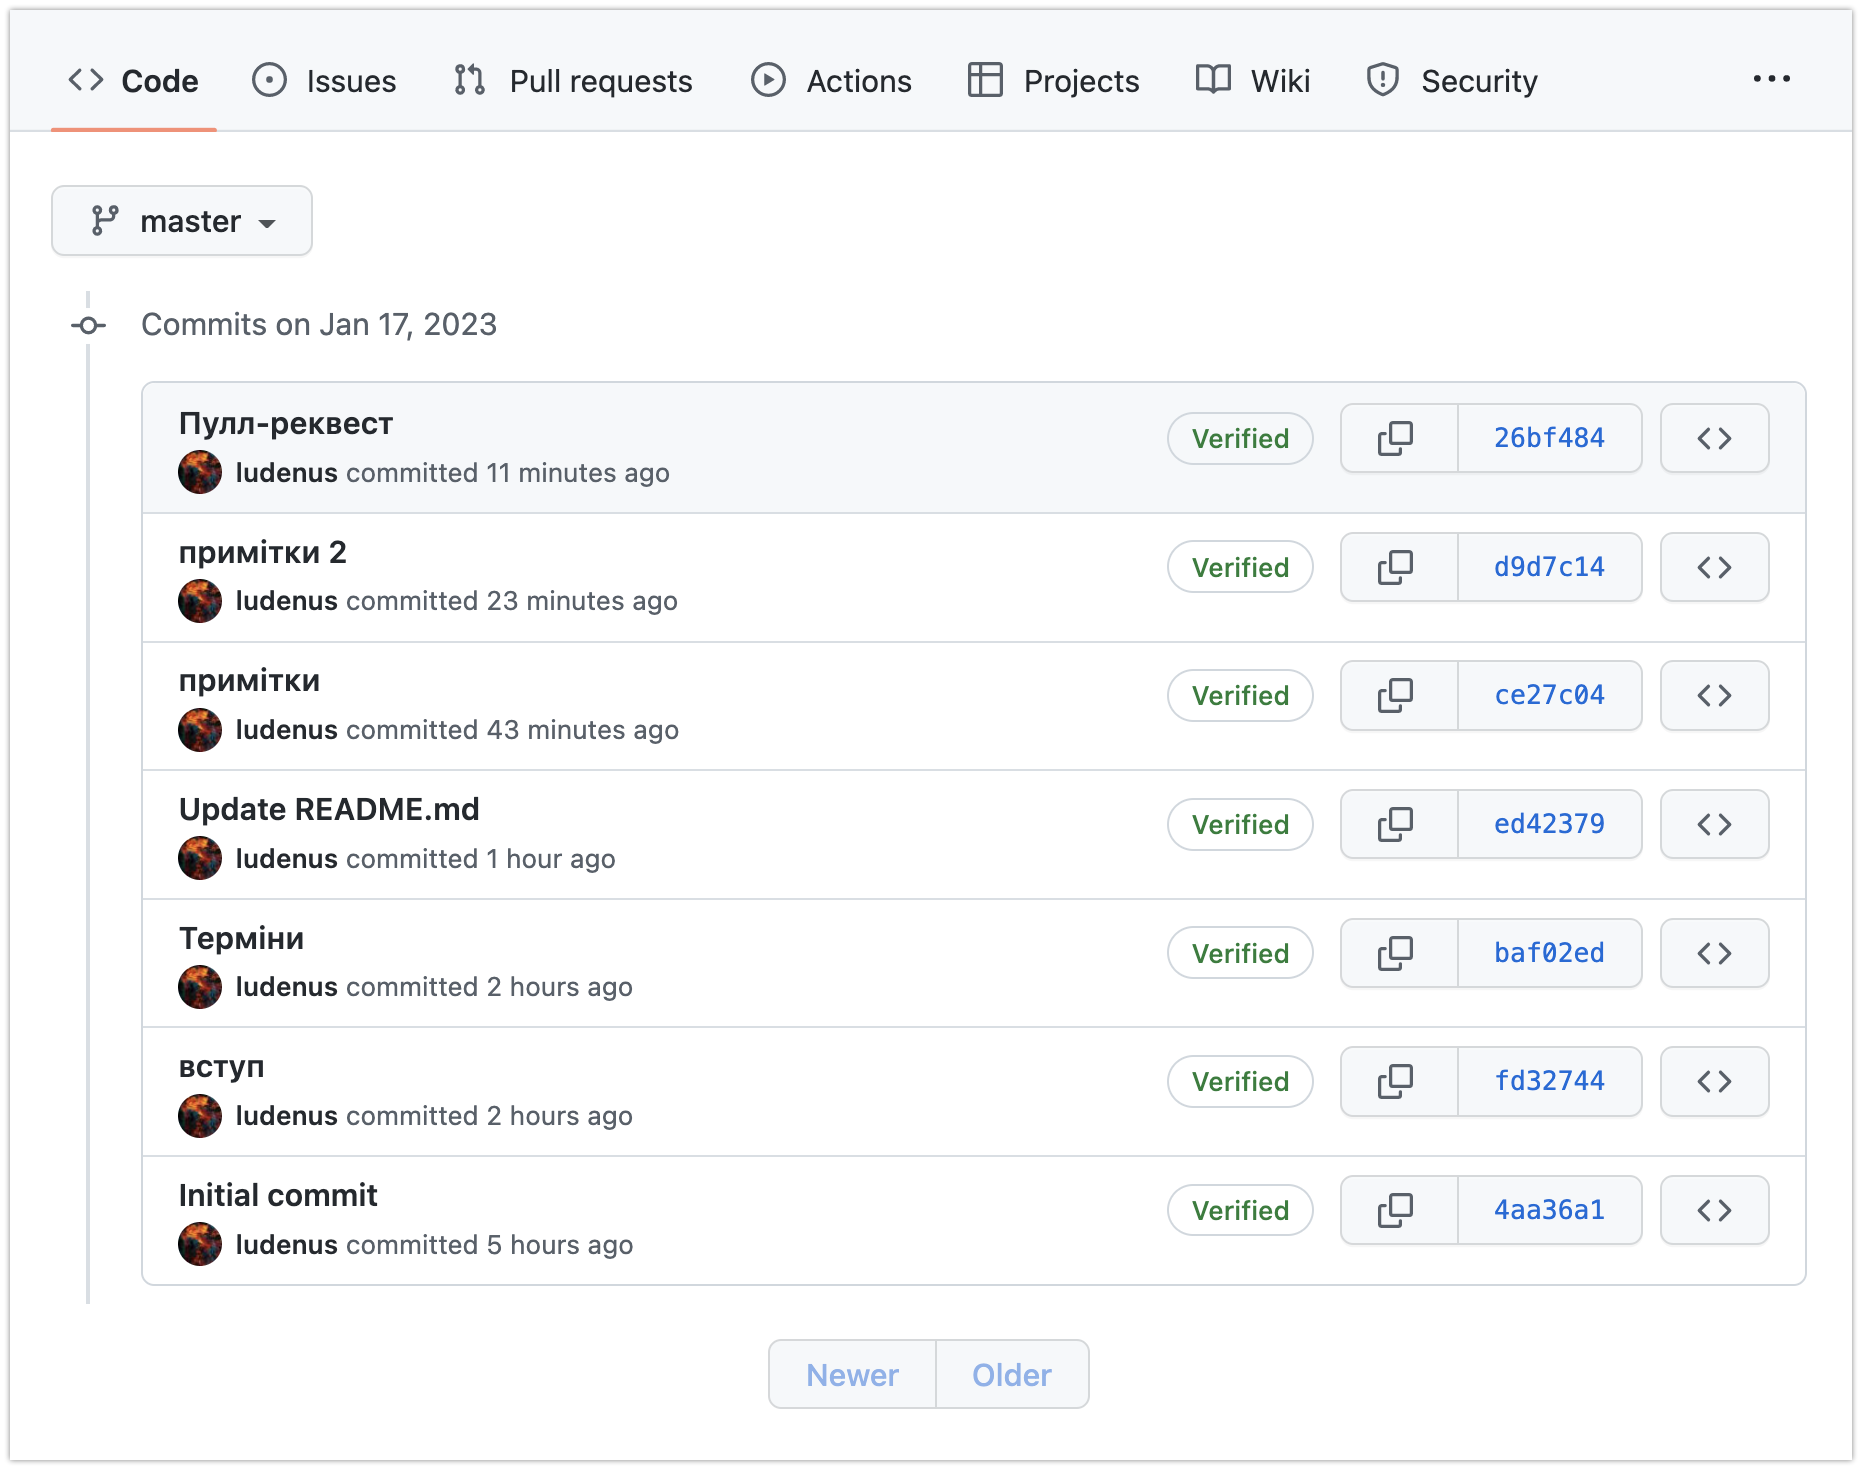 Code Issues Pull requests Actions Projects Wiki Security
master
Commits on Jan 17, 2023
Пулл-реквест
ludenus committed 11 minutes ago
Verified
26bf484
примітки 2
ludenus committed 23 minutes ago
Verified
d9d7c14
примітки
ludenus committed 43 minutes ago
Verified
ce27c04
Update README.md
ludenus committed 1 hour ago
Verified
ed42379
Терміни
ludenus committed 2 hours ago
Verified
baf02ed
вступ
ludenus committed 2 hours ago
Verified
fd32744
Initial commit
ludenus committed 5 hours ago
Verified
4aa36a1
Newer Older